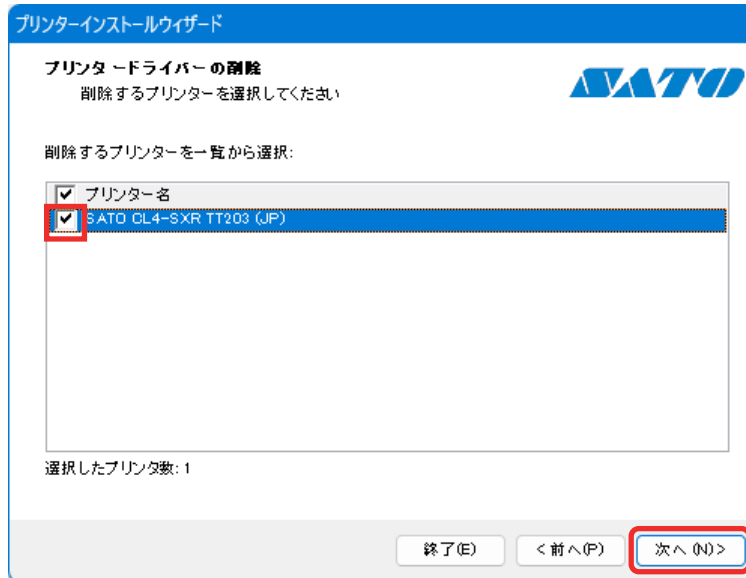 プリンターインストールウィザード
プリンタードライバーの削除
削除するプリンターを選択してください
SATO
削除するプリンターを一覧から選択:
プリンター名
SATO CL4-SXR TT203 (JP)
選択したプリンタ数: 1
終了(E) <前へ(P) 次へ(N)>